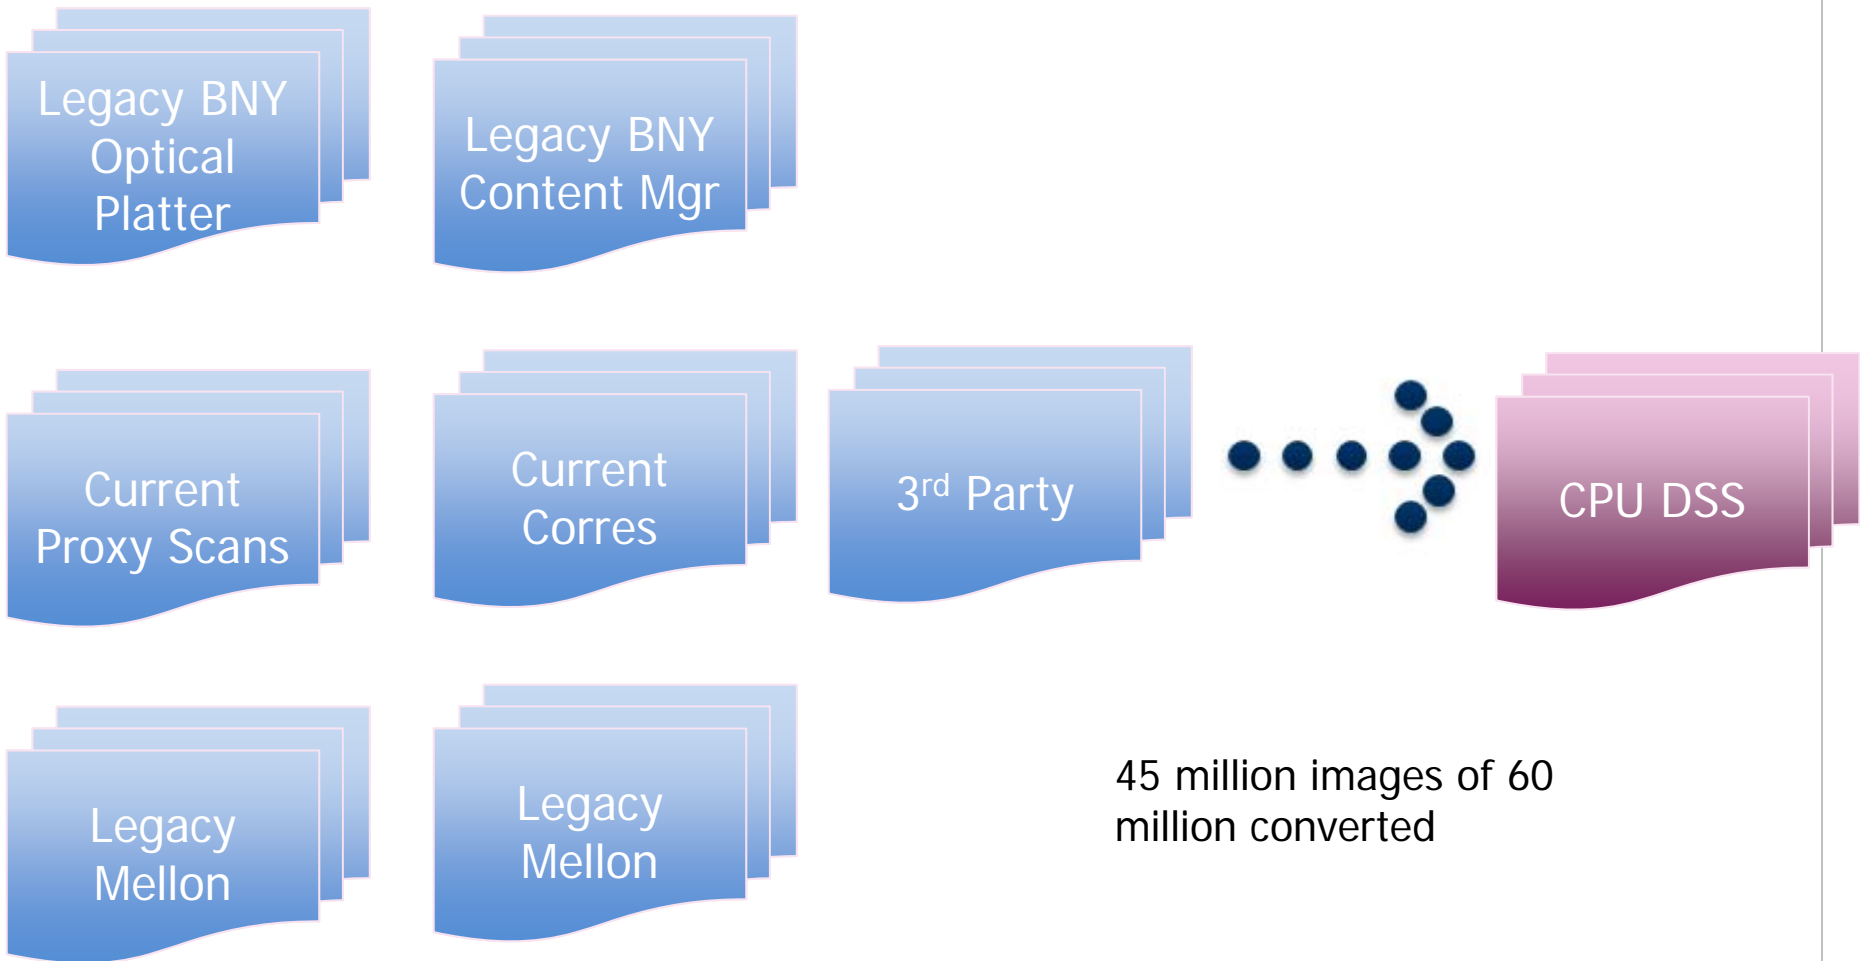 Legacy BNY
Optical
Platter
Legacy BNY
Content Mgr
Current
Proxy Scans
Current
Corres
3rd Party
CPU DSS
Legacy
Mellon
Legacy
Mellon
45 million images of 60
million converted